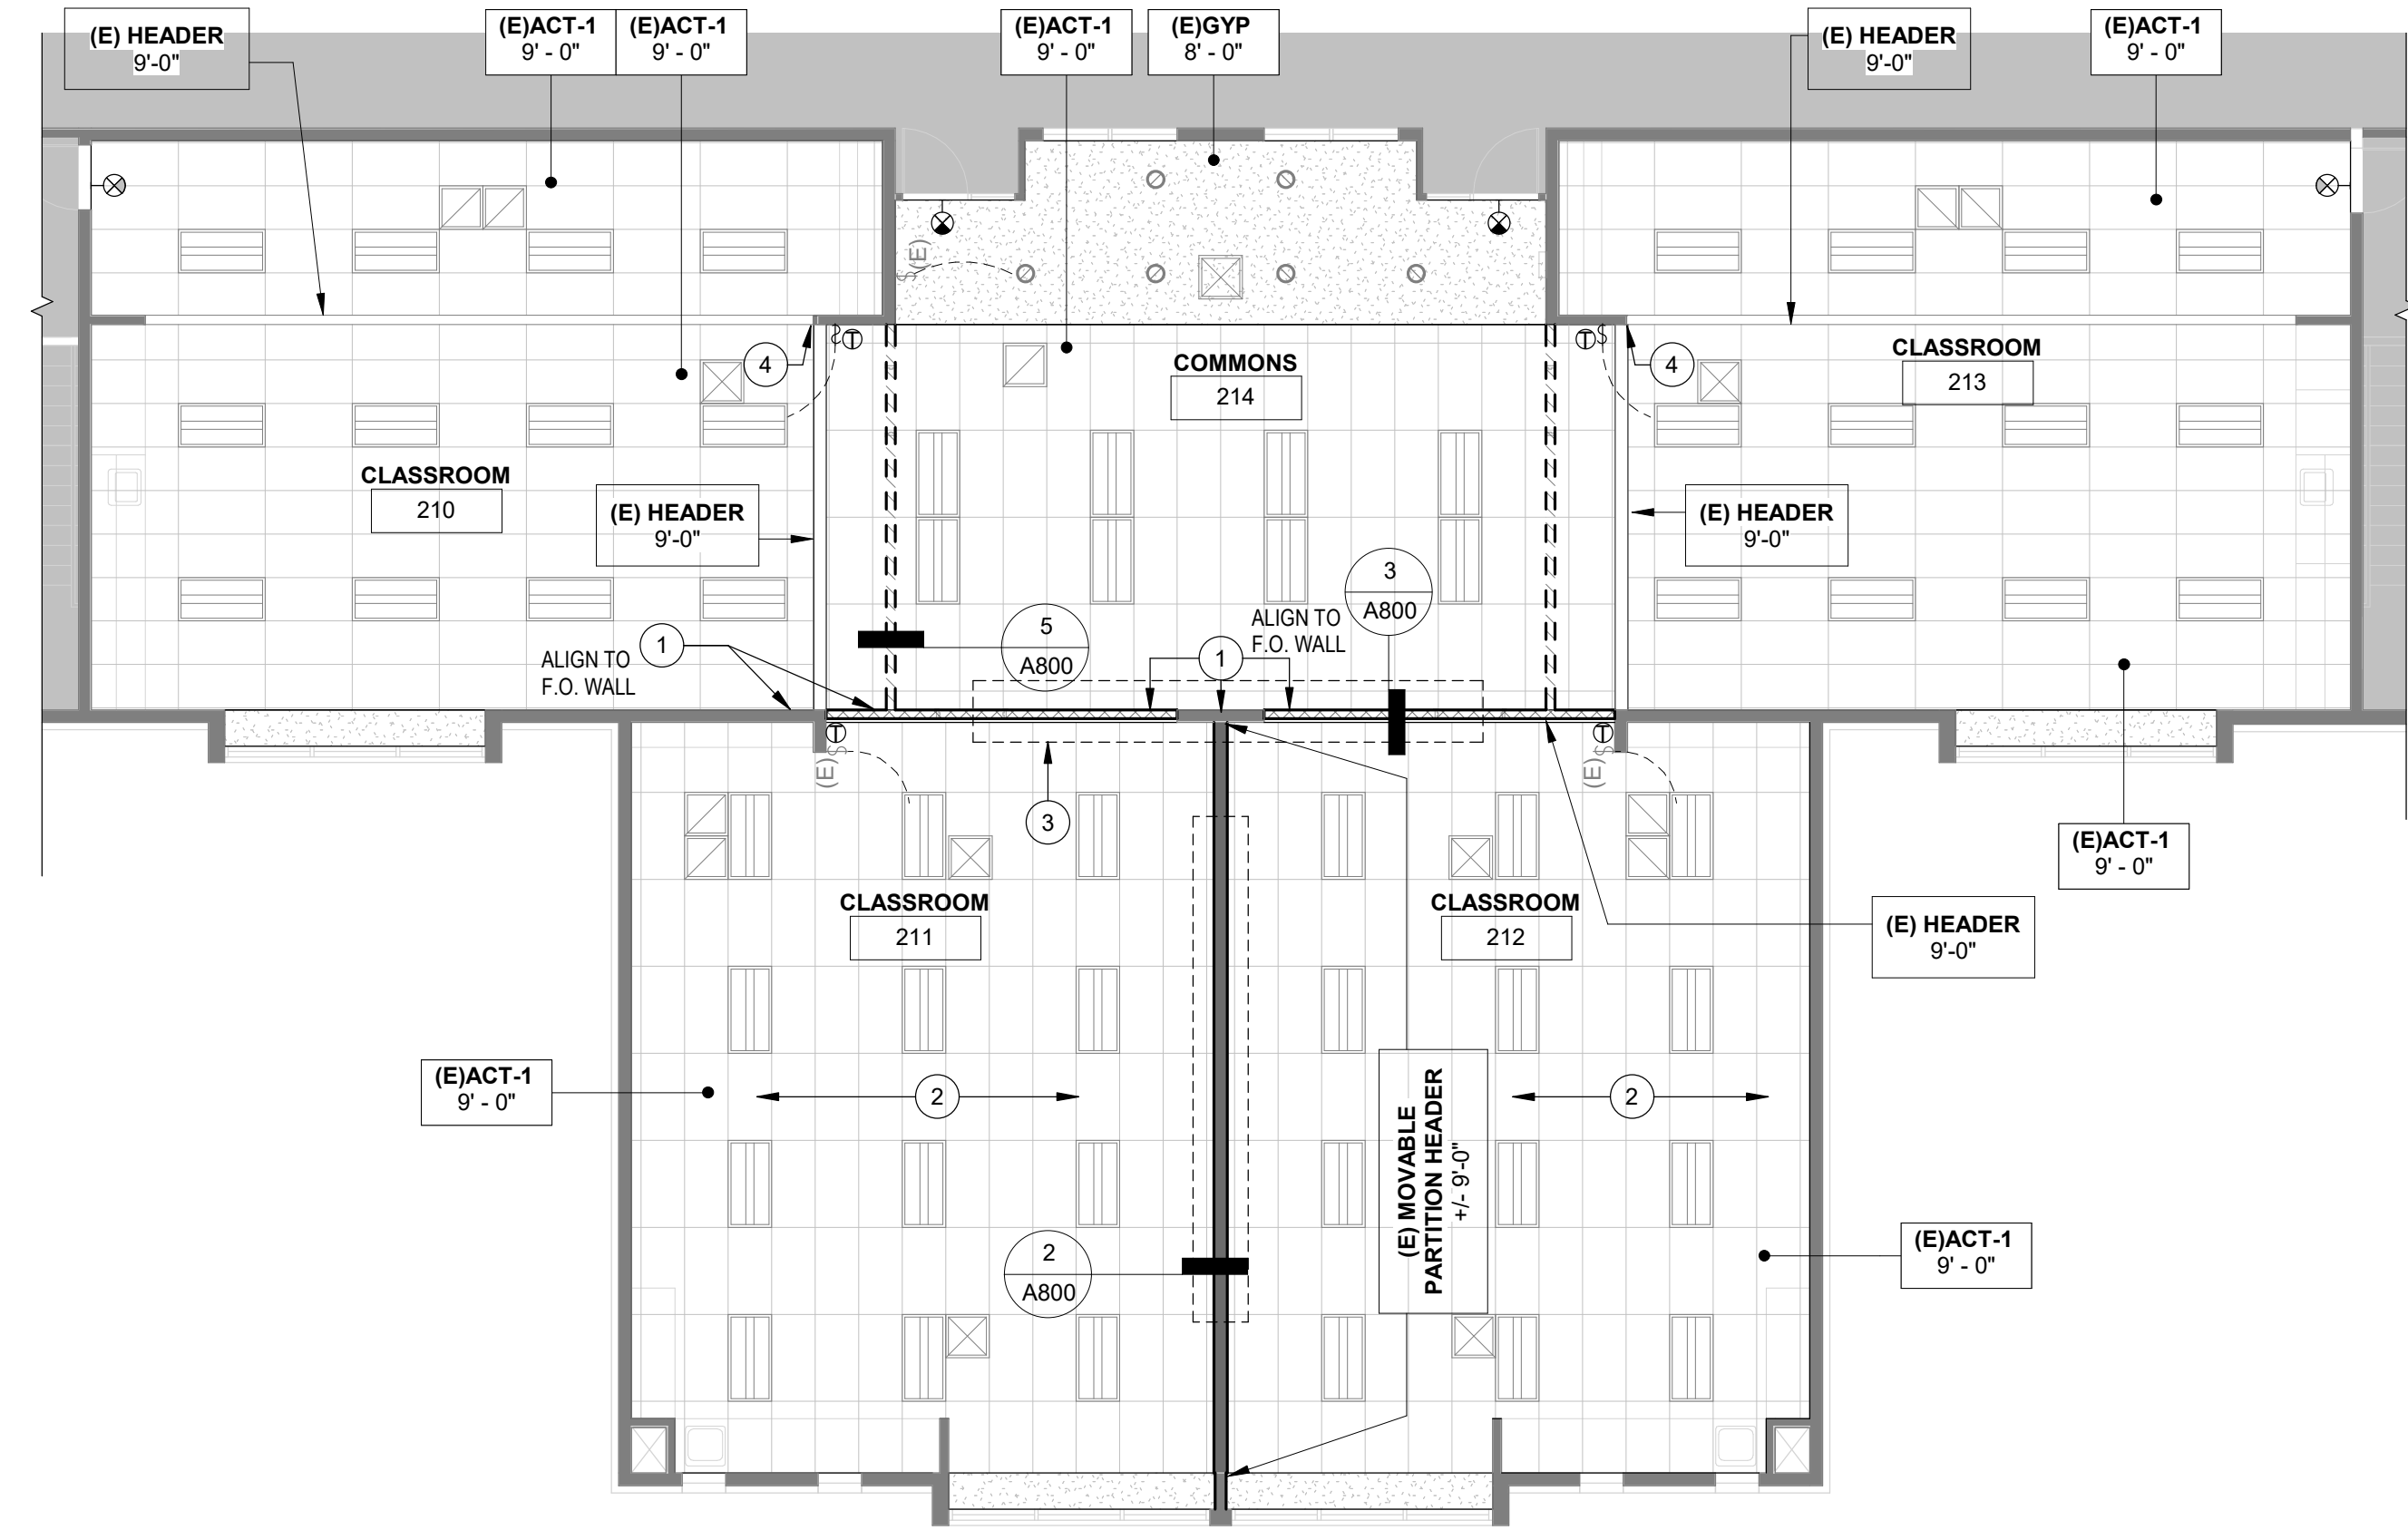 (E) HEADER
9'-0"
(E)ACT-1
9' - 0"
(E)ACT-1
9' - 0"
(E)ACT-1
9' - 0"
(E)GYP
8' - 0"
(E) HEADER
9'-0"
(E)ACT-1
9' - 0"
$(E)
$
T
T
$
4
COMMONS
214
4
CLASSROOM
213
CLASSROOM
210
(E) HEADER
9'-0"
(E) HEADER
9'-0"
3
A800
5
A800
ALIGN TO
F.O. WALL
1
1
ALIGN TO
F.O. WALL
T
(E)$
T
(E)$
3
(E)ACT-1
9' - 0"
CLASSROOM
211
CLASSROOM
212
(E) HEADER
9'-0"
(E)ACT-1
9' - 0"
2
2
(E) MOVABLE
PARTITION HEADER
+/- 9'-0"
2
A800
(E)ACT-1
9' - 0"